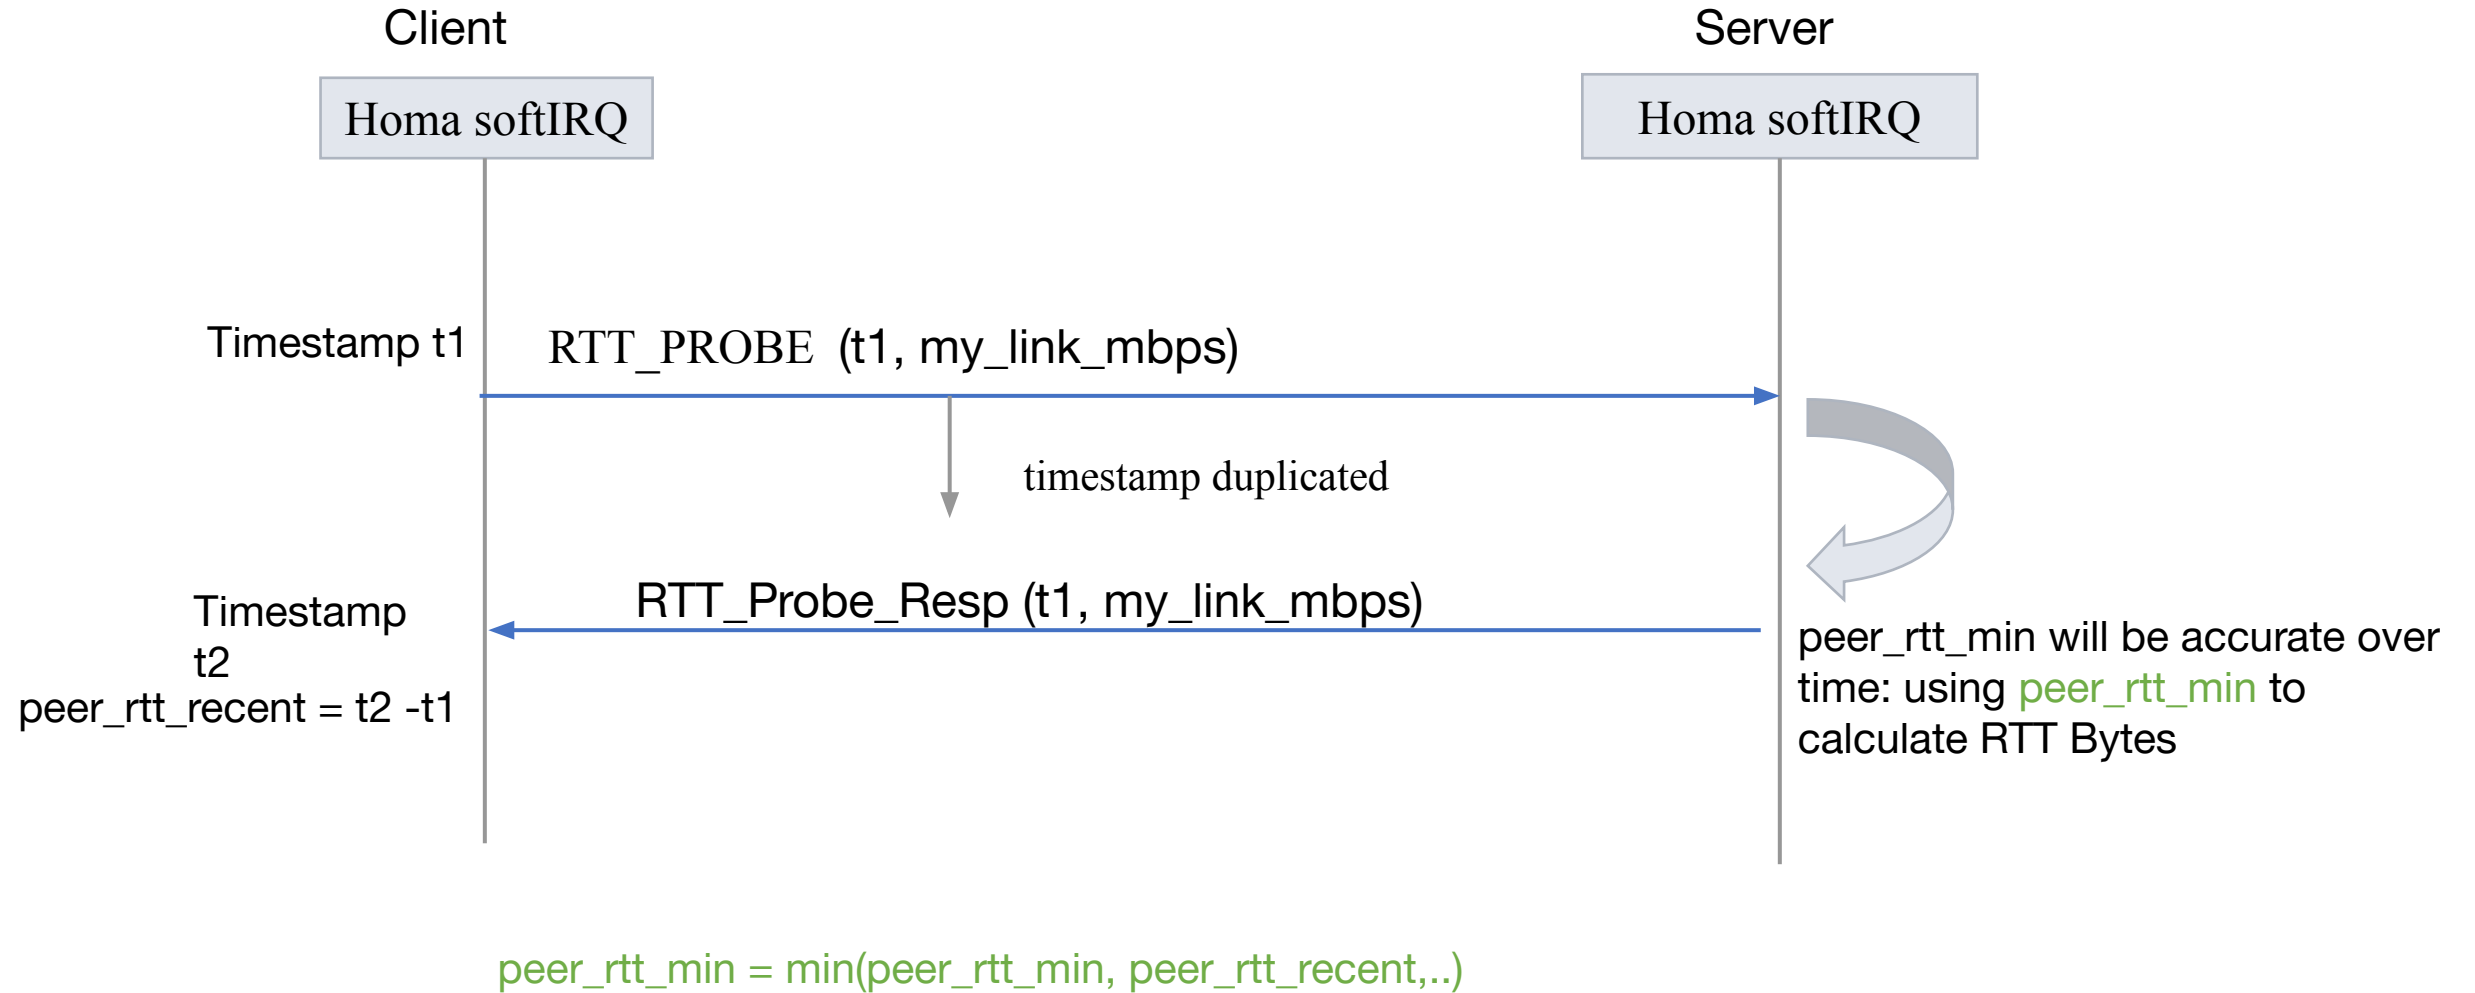 Client
Server
Homa softIRQ
Homa softIRQ
Timestamp t1
RTT_PROBE (t1, my_link_mbps)
timestamp duplicated
RTT_Probe_Resp (t1, my_link_mbps)
Timestamp
t2
peer_rtt_recent = t2 -t1
peer_rtt_min will be accurate over
time: using peer_rtt_min to
calculate RTT Bytes
peer_rtt_min = min(peer_rtt_min, peer_rtt_recent,..)